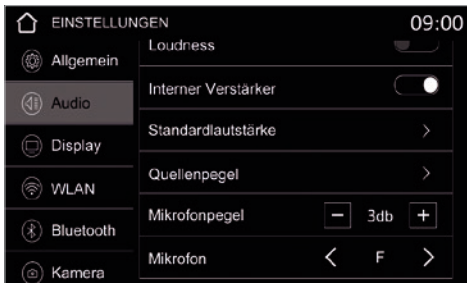 EINSTELLUNGEN 09:00
Allgemein
Audio
Display
WLAN
Bluetooth
Kamera
Loudness
Interner Verstärker
Standardlautstärke >
Quellenpegel >
Mikrofonpegel − 3db +
Mikrofon < F >